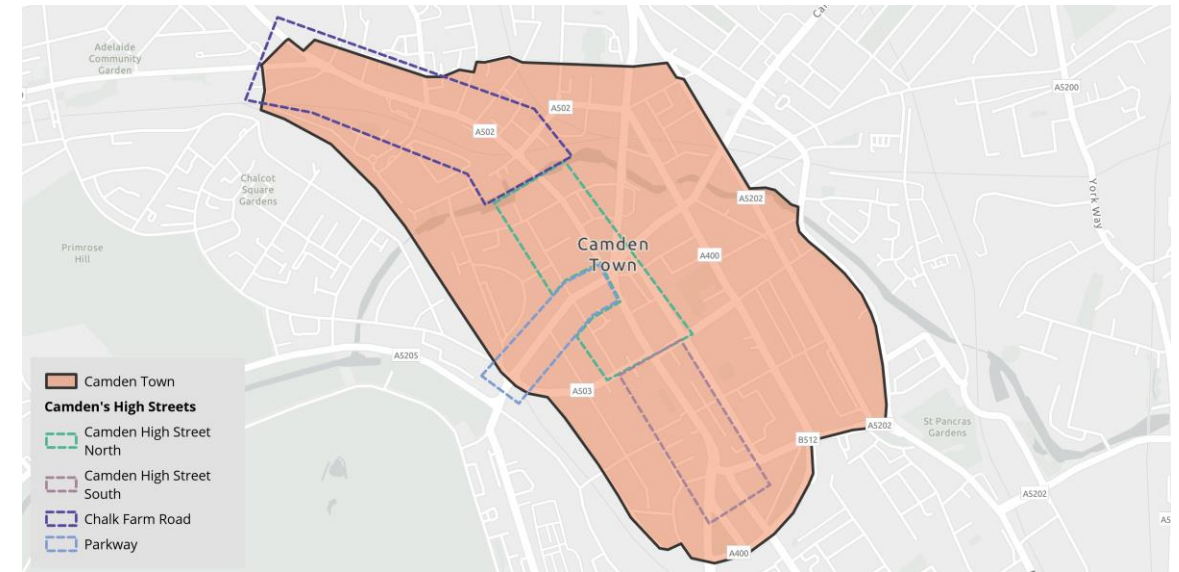 Ca
Adelaide
Community
Garden
A5200
A502
A502
Chalcot
Square
Gardens
York Way
A5202
Primrose
Hill
Camden
Town
A400
A5205
A503
St Pancras
Gardens
A5202
B512
A5202
A5
A400
Camden Town
Camden's High Streets
Camden High Street
North
Camden High Street
South
Chalk Farm Road
Parkway